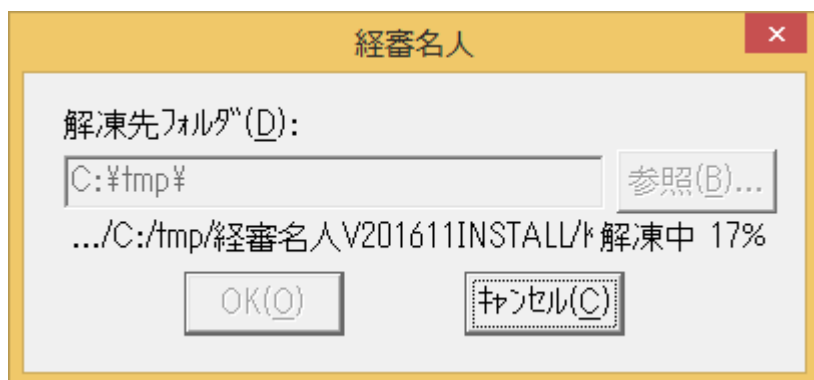 経審名人
解凍先ﾌｫﾙﾀﾞ(D):
C:¥tmp¥
参照(B)...
.../C:/tmp/経審名人V201611INSTALL/ﾄ解凍中 17%
OK(O)
ｷｬﾝｾﾙ(C)